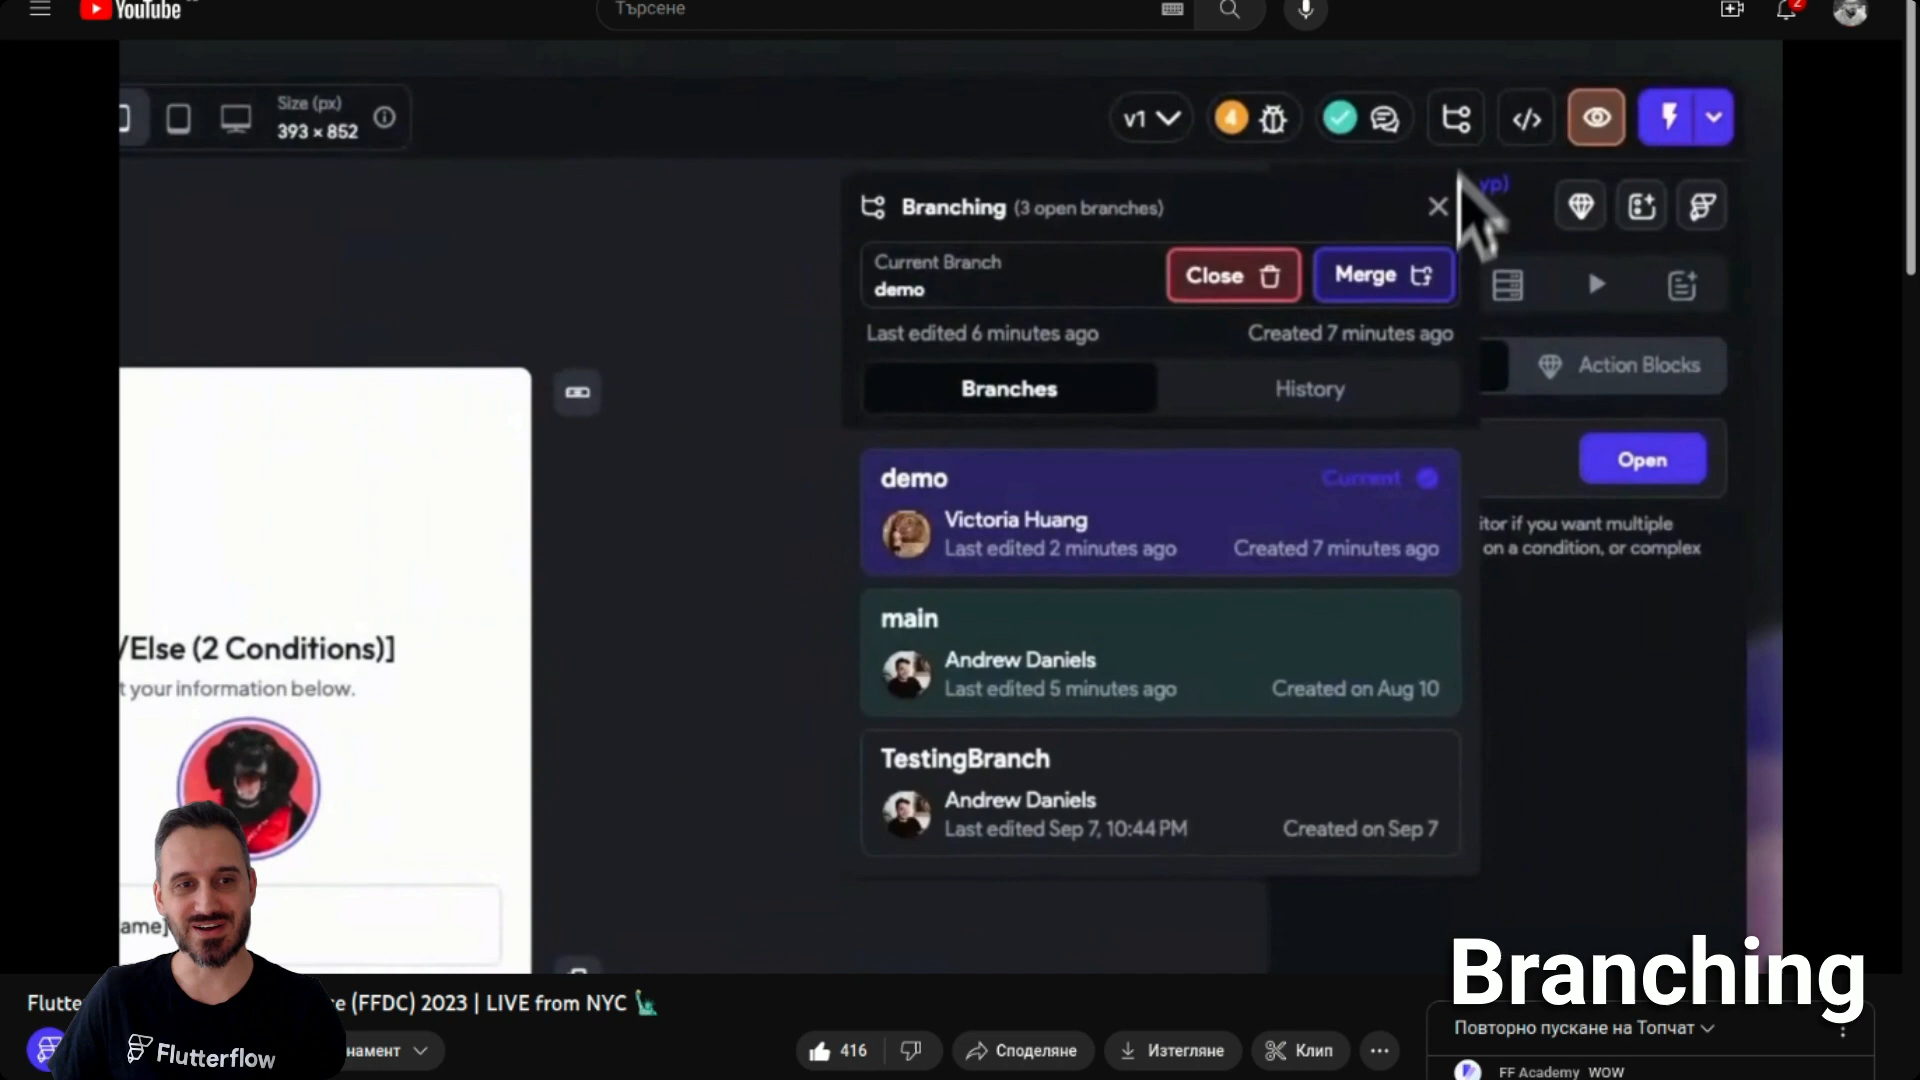 YouTube
Търсене
2
Size (px)
393 × 852
v1
4
yp)
Branching (3 open branches)
Current Branch
demo
Close
Merge
Last edited 6 minutes ago
Created 7 minutes ago
Branches
History
Action Blocks
demo
Current
Open
Victoria Huang
Last edited 2 minutes ago
Created 7 minutes ago
itor if you want multiple
on a condition, or complex
main
Andrew Daniels
Last edited 5 minutes ago
Created on Aug 10
/Else (2 Conditions)]
t your information below.
TestingBranch
Andrew Daniels
Last edited Sep 7, 10:44 PM
Created on Sep 7
ame]
Branching
Flutte
e (FFDC) 2023 | LIVE from NYC
Flutterflow
намент
416
Споделяне
Изтегляне
Клип
Повторно пускане на Топчат
FF Academy WOW